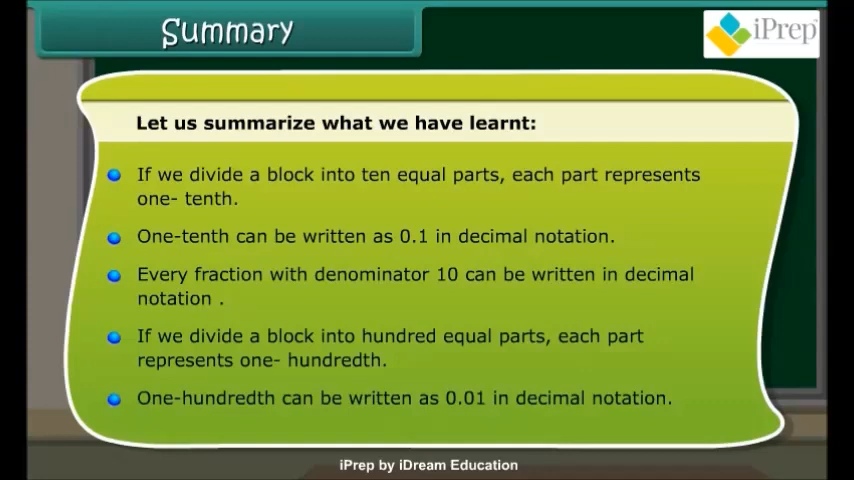 Summary
iPrep
Let us summarize what we have learnt:
If we divide a block into ten equal parts, each part represents
one- tenth.
One-tenth can be written as 0.1 in decimal notation.
Every fraction with denominator 10 can be written in decimal
notation .
If we divide a block into hundred equal parts, each part
represents one- hundredth.
One-hundredth can be written as 0.01 in decimal notation.
iPrep by iDream Education